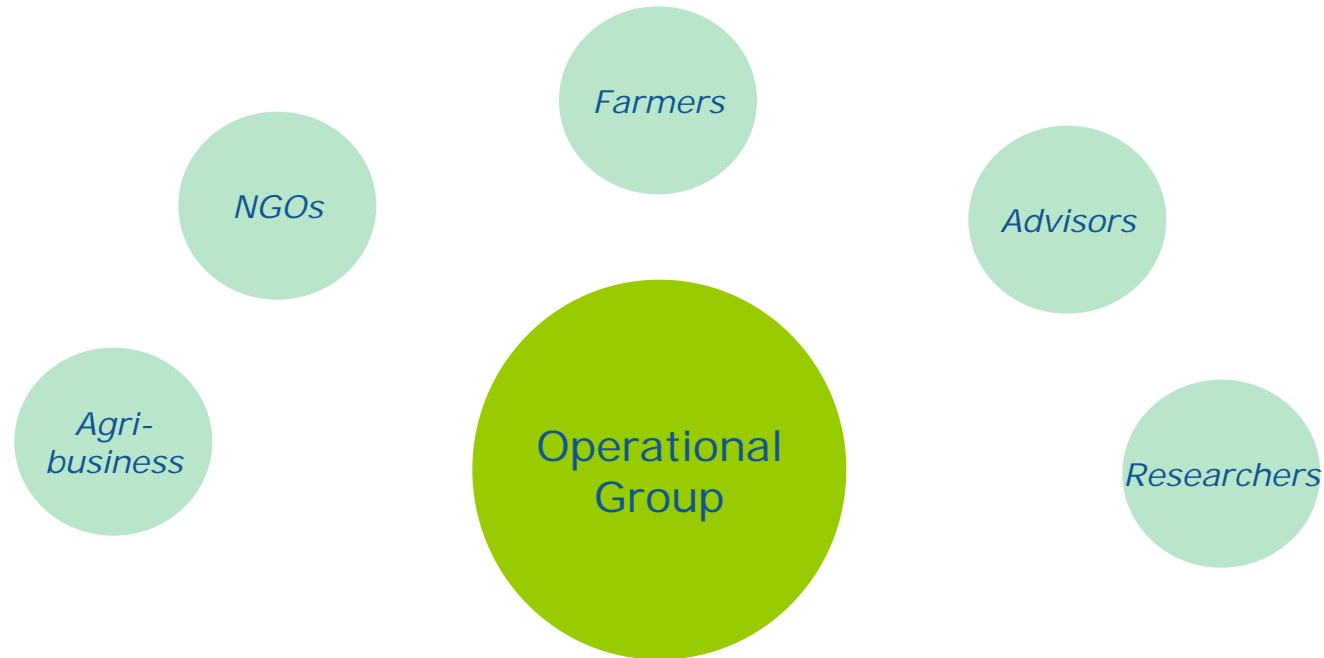 Farmers
NGOs
Advisors
Agri-
business
Operational
Group
Researchers